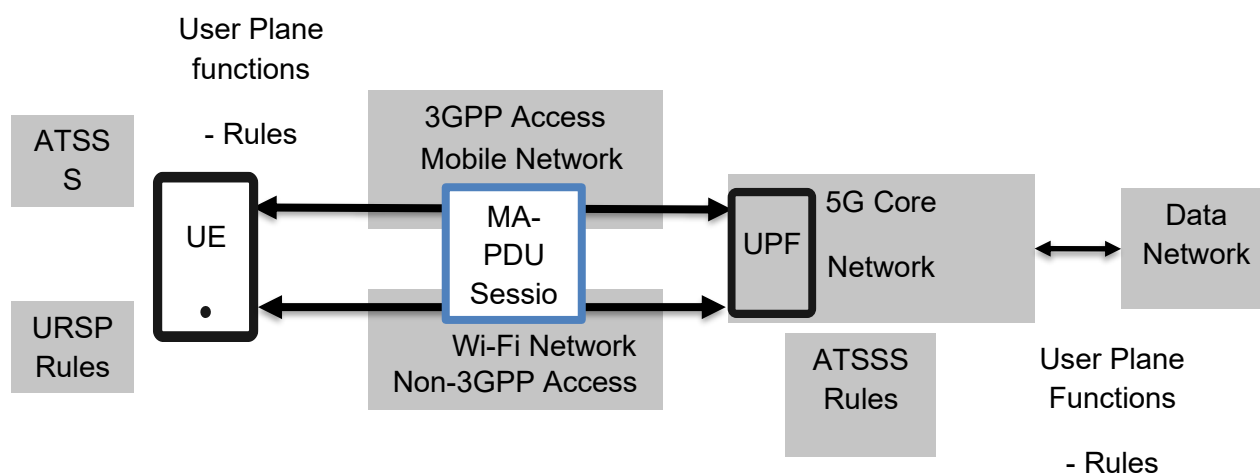 User Plane
functions
- Rules
ATSS
S
UE
URSP
Rules
3GPP Access
Mobile Network
MA-
PDU
Sessio
Wi-Fi Network
Non-3GPP Access
UPF
5G Core
Network
Data
Network
ATSSS
Rules
User Plane
Functions
- Rules